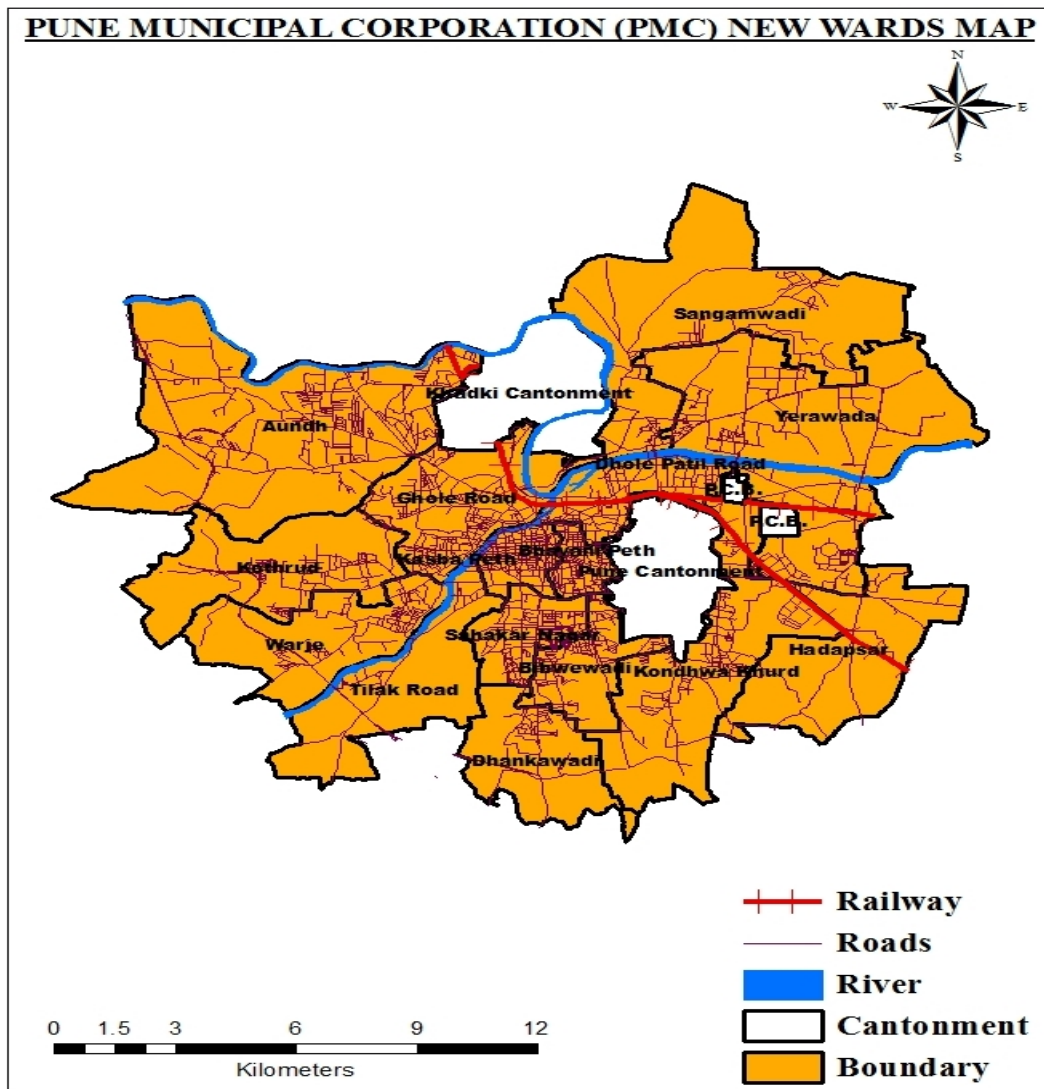 PUNE MUNICIPAL CORPORATION (PMC) NEW WARDS MAP
N
W E
S
Sangamwadi
Khadki Cantonment
Yerawada
Aundh
Dhole Patil Road
P.C.B.
Ghole Road
P.C.B.
Kasba Peth
Bhavani Peth
Kothrud
Pune Cantonment
Sahakar Nagar
Warje
Hadapsar
Bibwewadi
Kondhwa Khurd
Tilak Road
Dhankawadi
Railway
Roads
River
Cantonment
Boundary
0 1.5 3 6 9 12
Kilometers